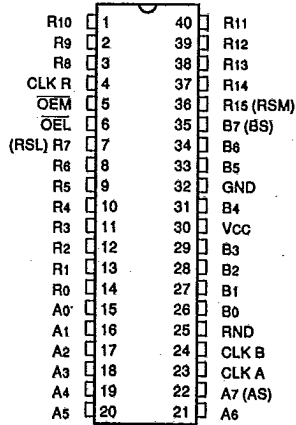 R10 1 40 R11
R9 2 39 R12
R8 3 38 R13
CLK R 4 37 R14
OEM 5 36 R15 (RSM)
OEL 6 35 B7 (BS)
(RSL) R7 7 34 B6
R6 8 33 B5
R5 9 32 GND
R4 10 31 B4
R3 11 30 VCC
R2 12 29 B3
R1 13 28 B2
R0 14 27 B1
A0 15 26 B0
A1 16 25 RND
A2 17 24 CLK B
A3 18 23 CLK A
A4 19 22 A7 (AS)
A5 20 21 A6